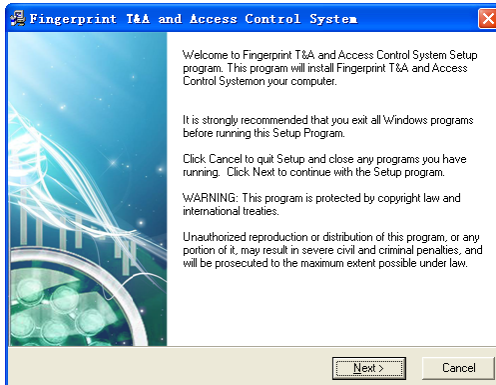 Fingerprint T&A and Access Control System
Welcome to Fingerprint T&A and Access Control System Setup
program. This program will install Fingerprint T&A and Access
Control Systemon your computer.
It is strongly recommended that you exit all Windows programs
before running this Setup Program.
Click Cancel to quit Setup and close any programs you have
running. Click Next to continue with the Setup program.
WARNING: This program is protected by copyright law and
international treaties.
Unauthorized reproduction or distribution of this program, or any
portion of it, may result in severe civil and criminal penalties, and
will be prosecuted to the maximum extent possible under law.
Next >
Cancel